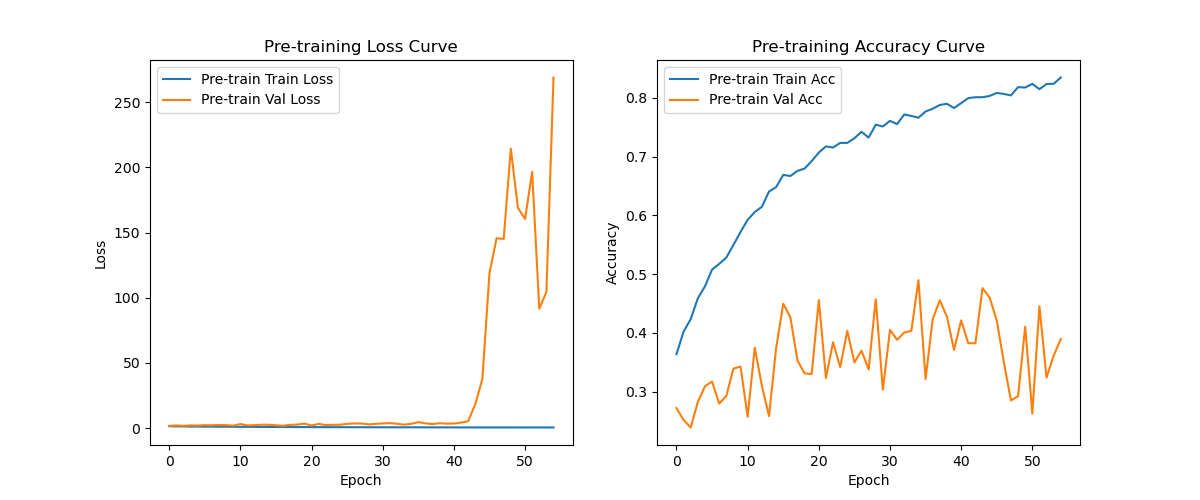 Pre-training Loss Curve
Pre-train Train Loss
Pre-train Val Loss
250
200
150
100
50
0
Loss
0 10 20 30 40 50
Epoch
Pre-training Accuracy Curve
Pre-train Train Acc
Pre-train Val Acc
0.8
0.7
0.6
0.5
0.4
0.3
Accuracy
0 10 20 30 40 50
Epoch